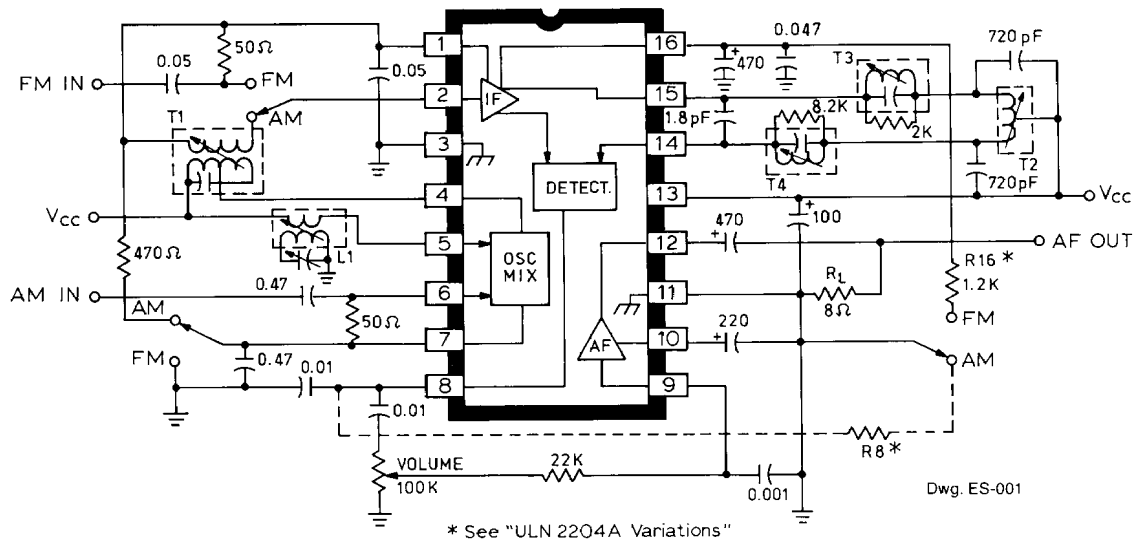 FM IN
0.05
50Ω
FM
AM
T1
Vcc
470Ω
L1
AM IN
0.47
50Ω
AM
FM
0.47
0.01
0.01
VOLUME
100K
22K
0.001
1
2
3
4
5
6
7
8
0.05
IF
DETECT.
OSC
MIX
AF
16
15
14
13
12
11
10
9
+
470
0.047
T3
720 pF
1.8pF
8.2K
2K
T2
T4
720pF
Vcc
+
100
470
+
AF OUT
RL
8Ω
R16 *
1.2K
FM
220
+
AM
R8 *
Dwg. ES-001
* See "ULN 2204A Variations"